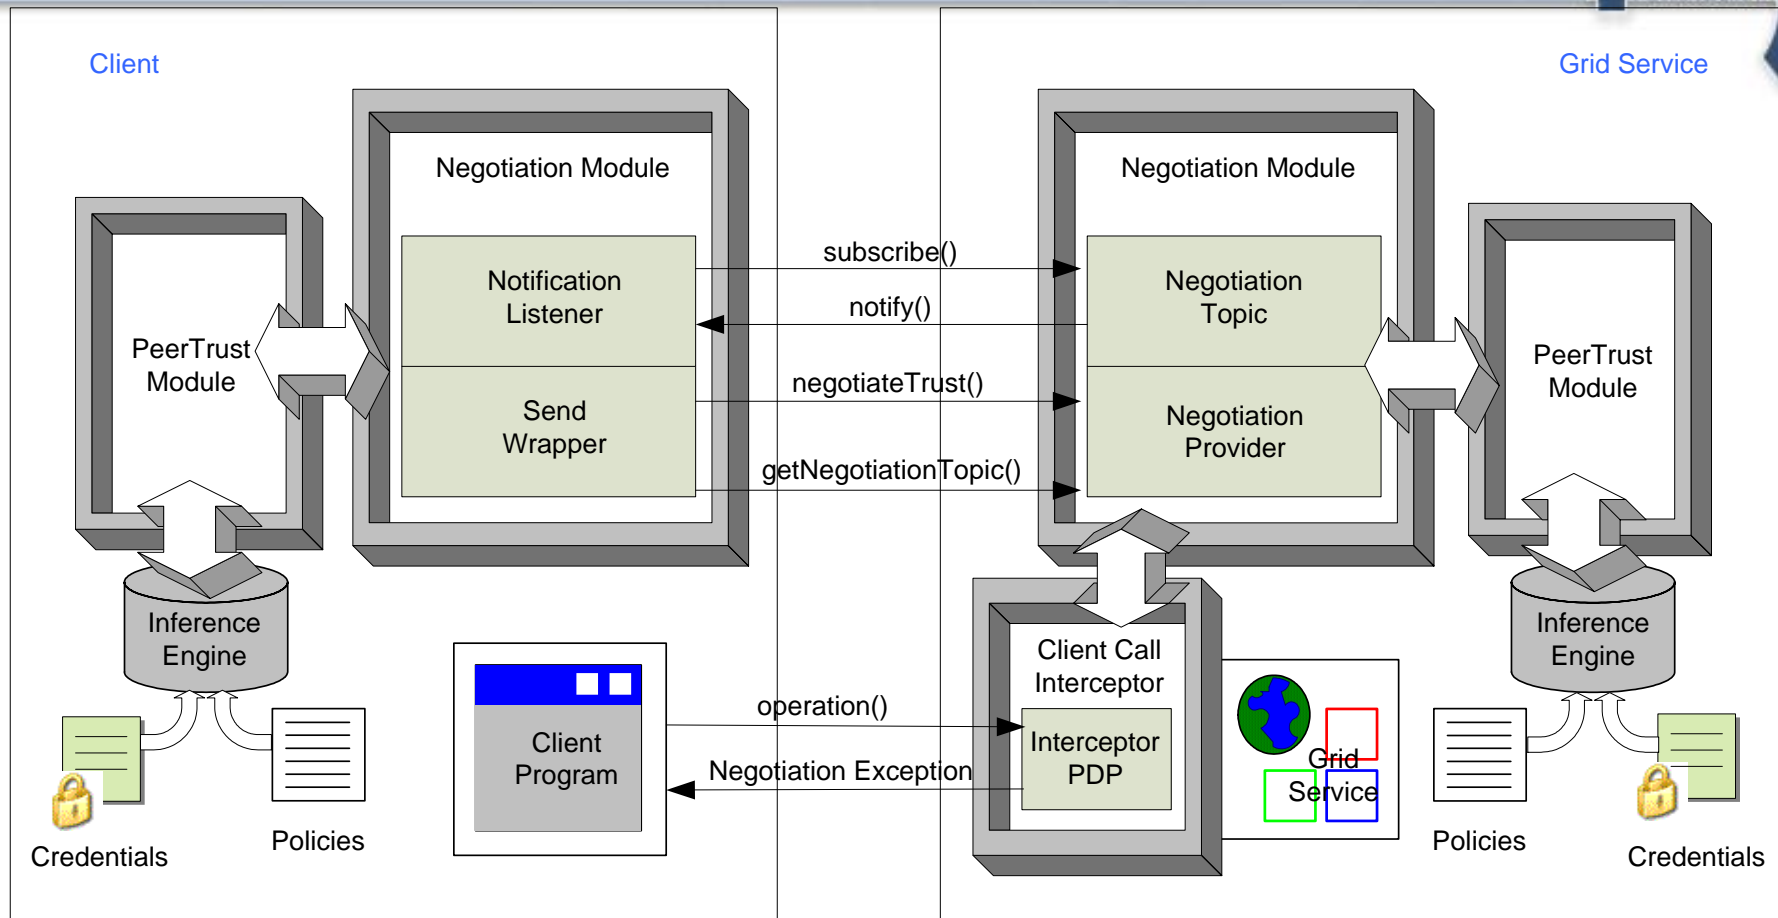 Client
Grid Service
Negotiation Module
Negotiation Module
Notification
Listener
Send
Wrapper
subscribe()
notify()
negotiateTrust()
getNegotiationTopic()
Negotiation
Topic
Negotiation
Provider
PeerTrust
Module
PeerTrust
Module
Inference
Engine
Credentials
Policies
Client
Program
operation()
Negotiation Exception
Client Call
Interceptor
Interceptor
PDP
Grid
Service
Inference
Engine
Policies
Credentials